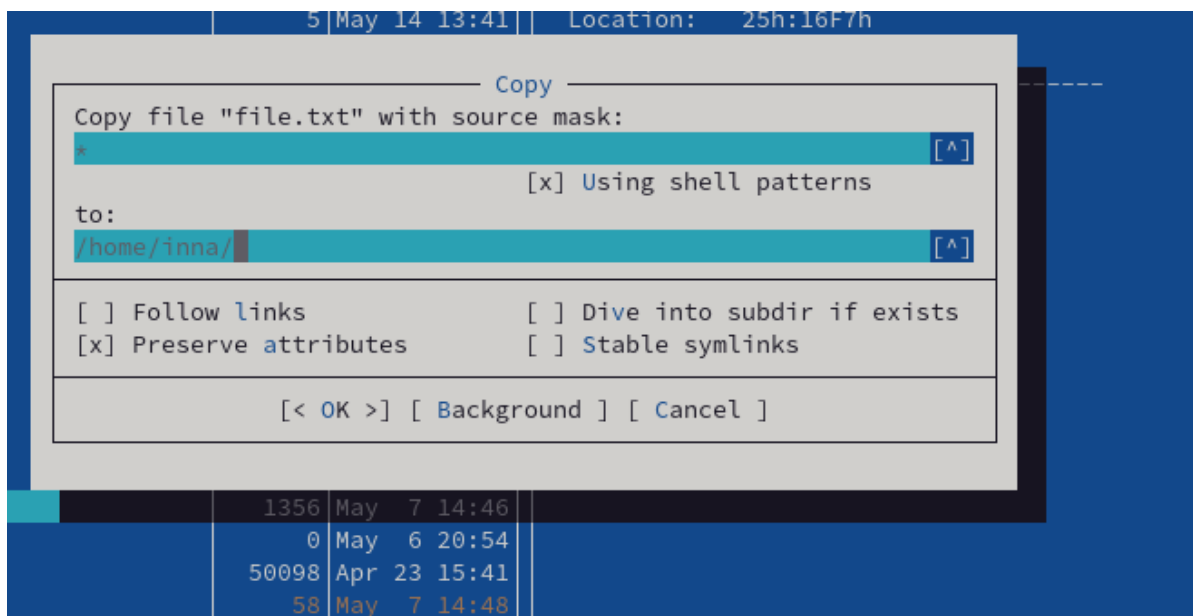 5 May 14 13:41 Location: 25h:16F7h
Copy
Copy file "file.txt" with source mask:
* [^]
[x] Using shell patterns
to:
/home/inna/ [^]
[ ] Follow links [ ] Dive into subdir if exists
[x] Preserve attributes [ ] Stable symlinks
[< OK >] [ Background ] [ Cancel ]
1356 May 7 14:46
0 May 6 20:54
50098 Apr 23 15:41
58 May 7 14:48